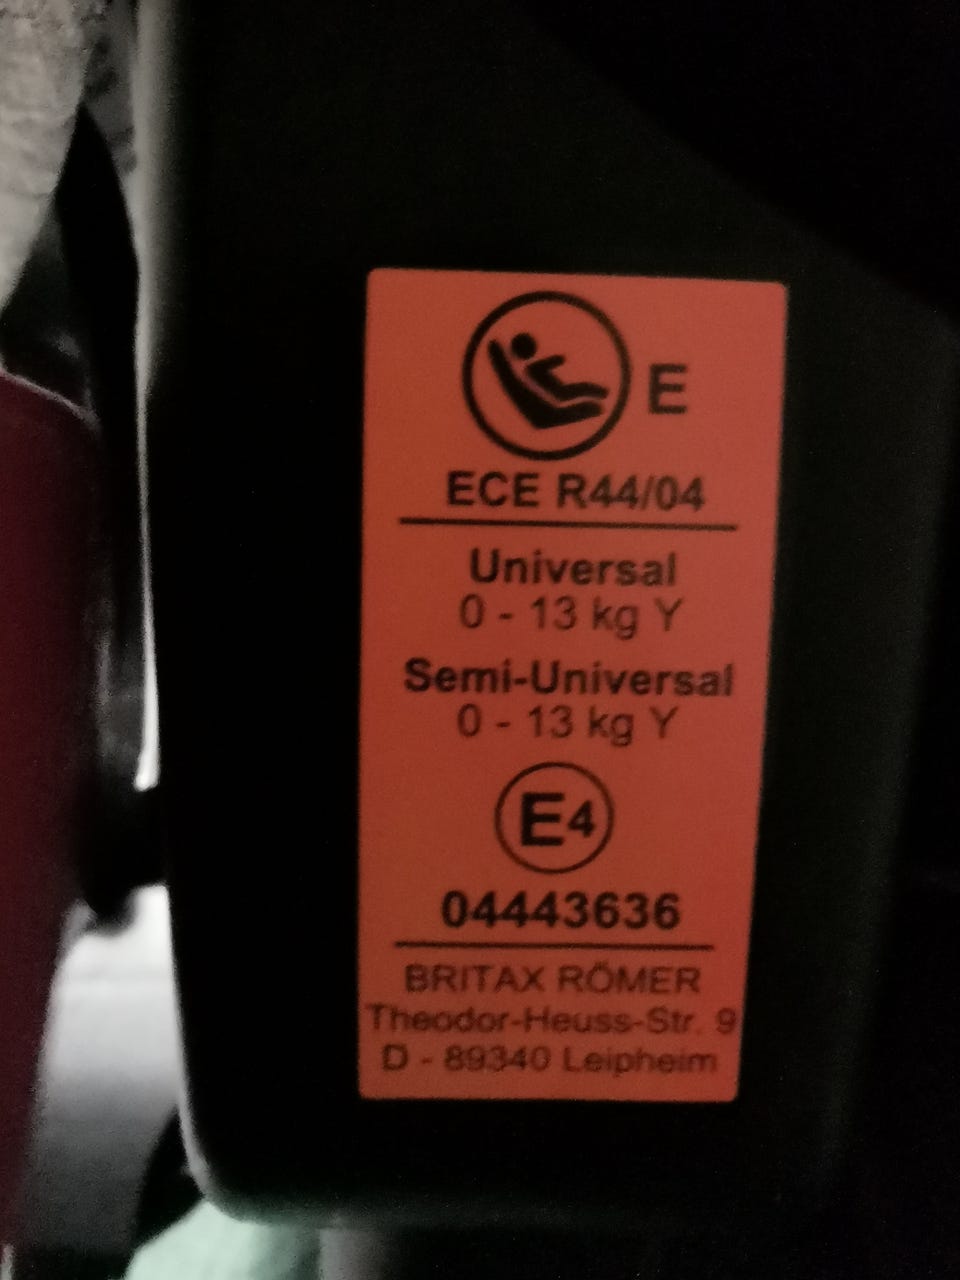 E
ECE R44/04
Universal
0 - 13 kg Y
Semi-Universal
0 - 13 kg Y
E4
04443636
BRITAX RÖMER
Theodor-Heuss-Str. 9
D - 89340 Leipheim